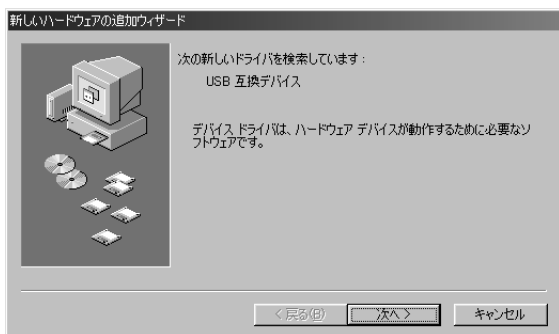 新しいハードウェアの追加ウィザード
次の新しいドライバを検索しています：
USB 互換デバイス
デバイス ドライバは、ハードウェア デバイスが動作するために必要なソ
フトウェアです。
< 戻る(B)
次へ >
キャンセル